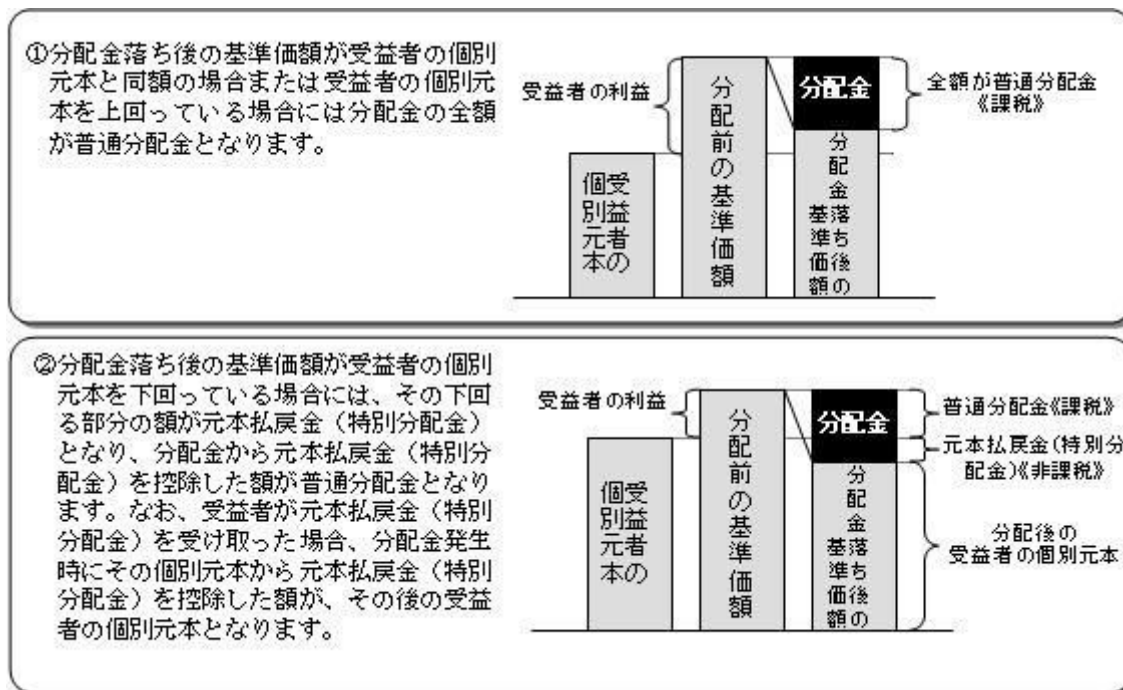 ①分配金落ち後の基準価額が受益者の個別
元本と同額の場合または受益者の個別元
本を上回っている場合には分配金の全額
が普通分配金となります。
受益者の利益
受益者の
個別元本
分配前の基準価額
分配金
分配金落ち後の
基準価額
全額が普通分配金
《課税》
②分配金落ち後の基準価額が受益者の個別
元本を下回っている場合には、その下回
る部分の額が元本払戻金（特別分配金）
となり、分配金から元本払戻金（特別分
配金）を控除した額が普通分配金となり
ます。なお、受益者が元本払戻金（特別
分配金）を受け取った場合、分配金発生
時にその個別元本から元本払戻金（特別
分配金）を控除した額が、その後の受益
者の個別元本となります。
受益者の利益
受益者の
個別元本
分配前の基準価額
分配金
分配金落ち後の
基準価額
普通分配金《課税》
元本払戻金（特別分
配金）《非課税》
分配後の
受益者の個別元本